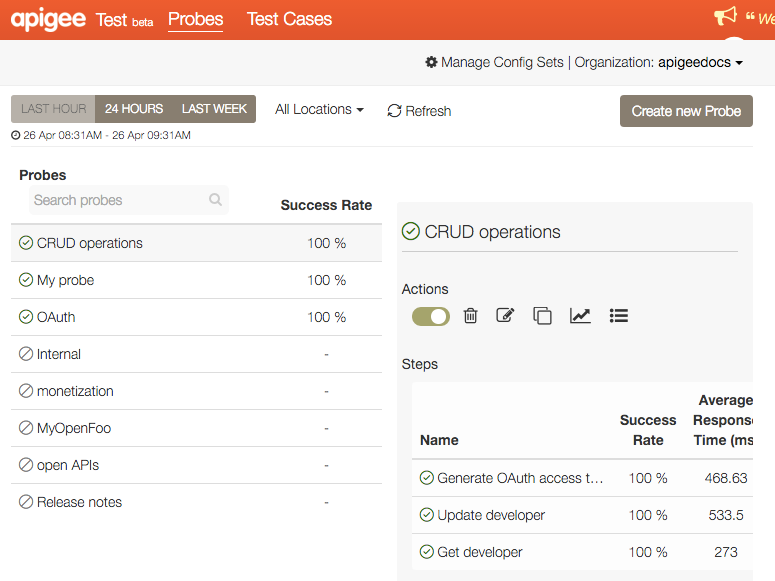 apigee Test beta Probes Test Cases “ We
Manage Config Sets | Organization: apigeedocs
LAST HOUR 24 HOURS LAST WEEK All Locations Refresh Create new Probe
26 Apr 08:31AM - 26 Apr 09:31AM
Probes
Search probes
Success Rate
CRUD operations 100 %
My probe 100 %
OAuth 100 %
Internal -
monetization -
MyOpenFoo -
open APIs -
Release notes -
CRUD operations
Actions
Steps
Name Success Rate Average Response Time (ms
Generate OAuth access t... 100 % 468.63
Update developer 100 % 533.5
Get developer 100 % 273